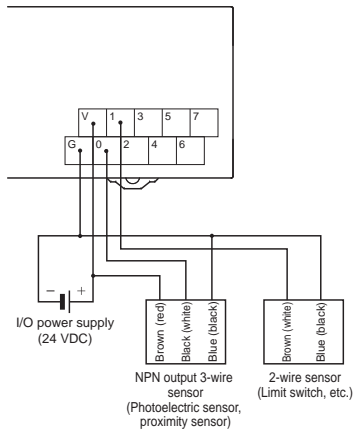 V 1 3 5 7
G 0 2 4 6
− +
I/O power supply
(24 VDC)
Brown (red)
Black (white)
Blue (black)
Brown (white)
Blue (black)
NPN output 3-wire
sensor
(Photoelectric sensor,
proximity sensor)
2-wire sensor
(Limit switch, etc.)